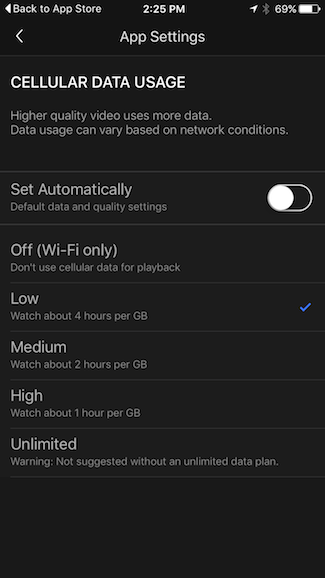 Back to App Store 2:25 PM 69%
App Settings
CELLULAR DATA USAGE
Higher quality video uses more data.
Data usage can vary based on network conditions.
Set Automatically
Default data and quality settings
Off (Wi-Fi only)
Don't use cellular data for playback
Low
Watch about 4 hours per GB
Medium
Watch about 2 hours per GB
High
Watch about 1 hour per GB
Unlimited
Warning: Not suggested without an unlimited data plan.